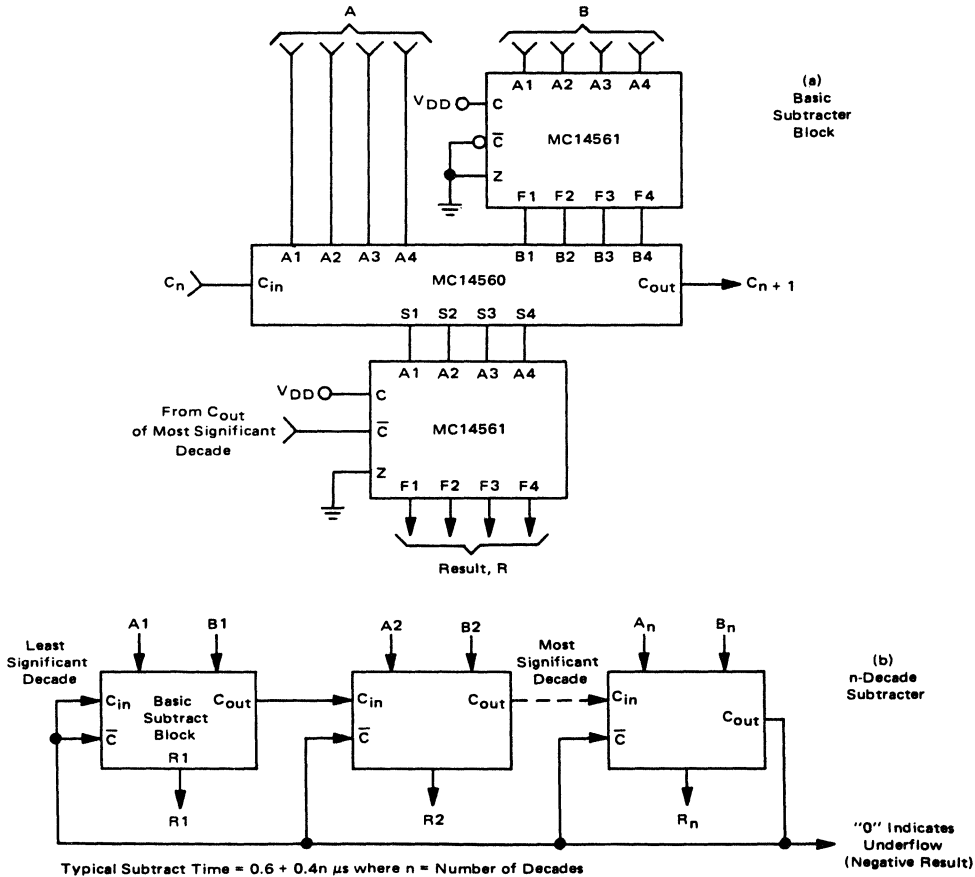 A
B
A1 A2 A3 A4
(a)
Basic
Subtracter
Block
VDD
C
C̅
Z
MC14561
F1 F2 F3 F4
A1 A2 A3 A4
B1 B2 B3 B4
Cn
Cin
MC14560
Cout
Cn + 1
S1 S2 S3 S4
A1 A2 A3 A4
VDD
C
From Cout
of Most Significant
Decade
C̅
MC14561
Z
F1 F2 F3 F4
Result, R
Least
Significant
Decade
A1
B1
Cin
Basic
Subtract
Block
Cout
C̅
R1
R1
A2
B2
Cin
Cout
C̅
R2
Most
Significant
Decade
An
Bn
Cin
Cout
C̅
Rn
(b)
n-Decade
Subtracter
"0" Indicates
Underflow
(Negative Result)
Typical Subtract Time = 0.6 + 0.4n μs where n = Number of Decades